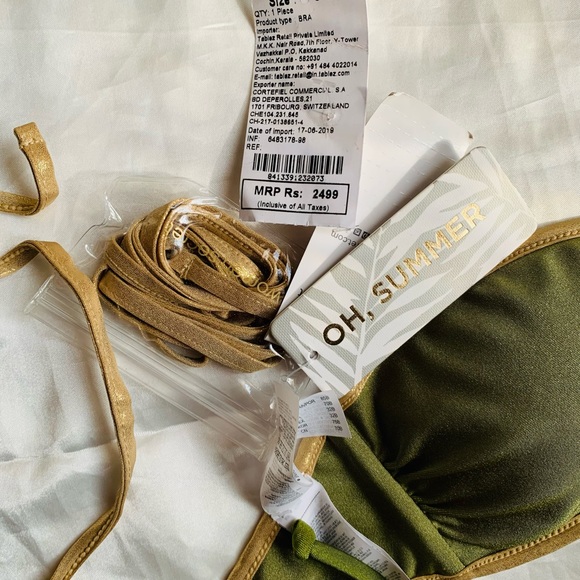 QTY: 1 Piece
Product type : BRA
Importer:
Tablez Retail Private Limited
M.K.K. Nair Road,7th Floor, Y-Tower
Vazhakkal P.O, Kakkanad
Cochin,Kerala - 682030
Customer care no: +91 484 4022014
E-mail: tablez.retail@in.tablez.com
Exporter name:
CORTEFIEL COMMERCIAL S A
BD DEPEROLLES,21
1701 FRIBOURG, SWITZERLAND
CHE104.231.645
CH-217-0136651-4
Date of import: 17-06-2019
INF: 6483178-96
REF.
8413391232073
MRP Rs: 2499
(Inclusive of All Taxes)
OH, SUMMER